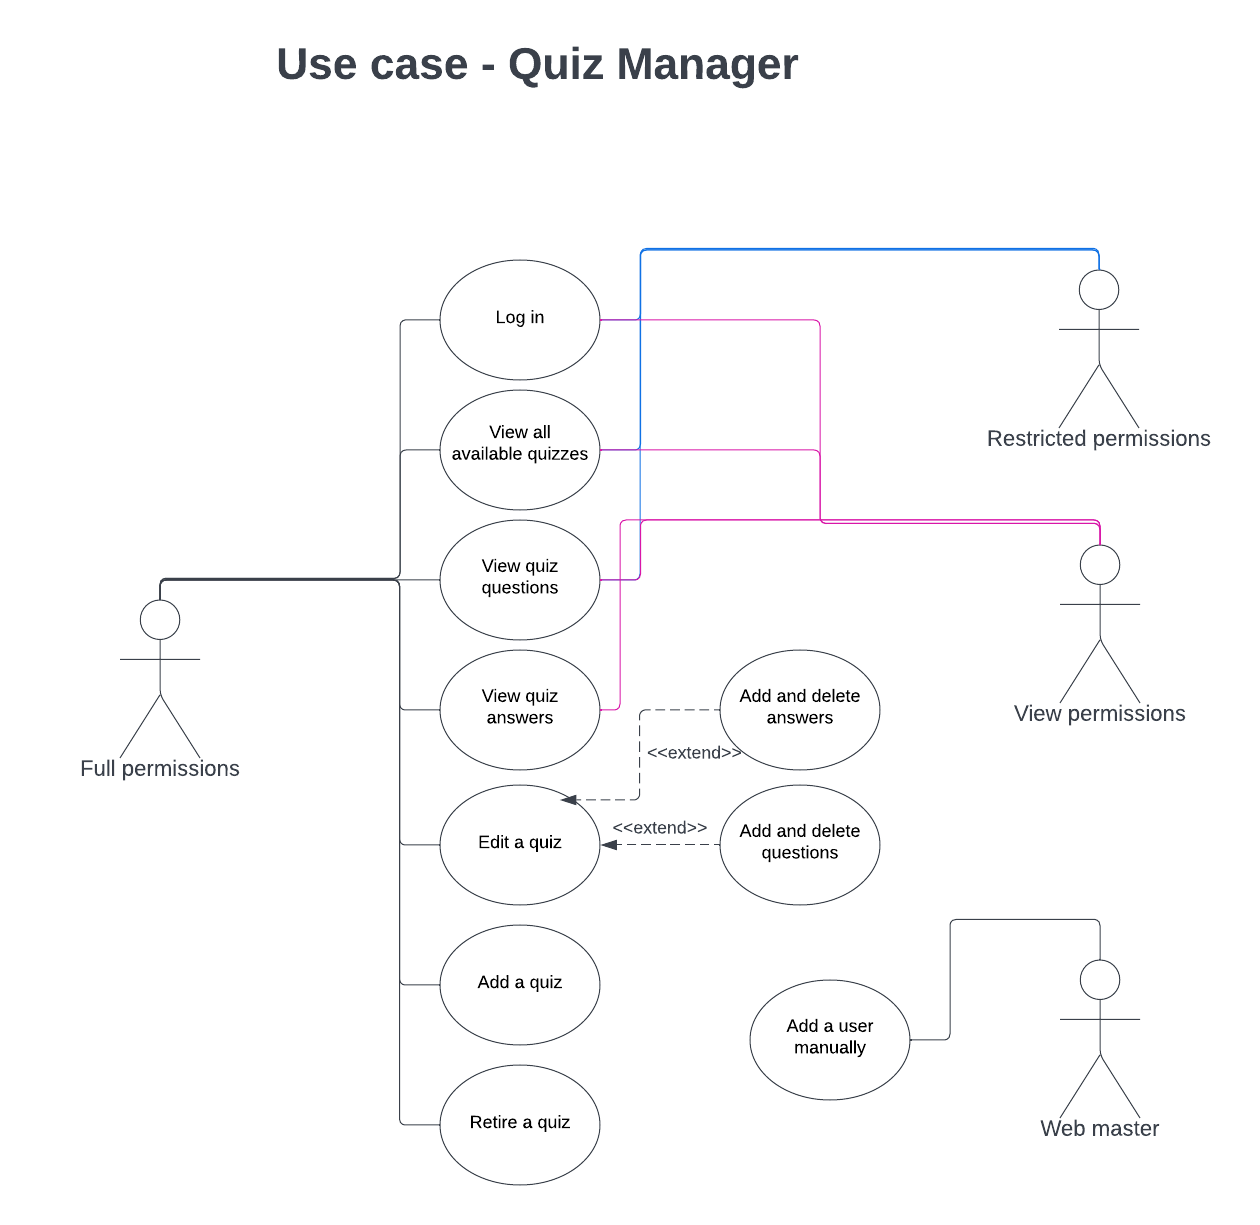 Use case - Quiz Manager
Log in
Restricted permissions
View all
available quizzes
View quiz
questions
View permissions
Full permissions
View quiz
answers
Add and delete
answers
<<extend>>
Edit a quiz
<<extend>>
Add and delete
questions
Add a quiz
Add a user
manually
Retire a quiz
Web master